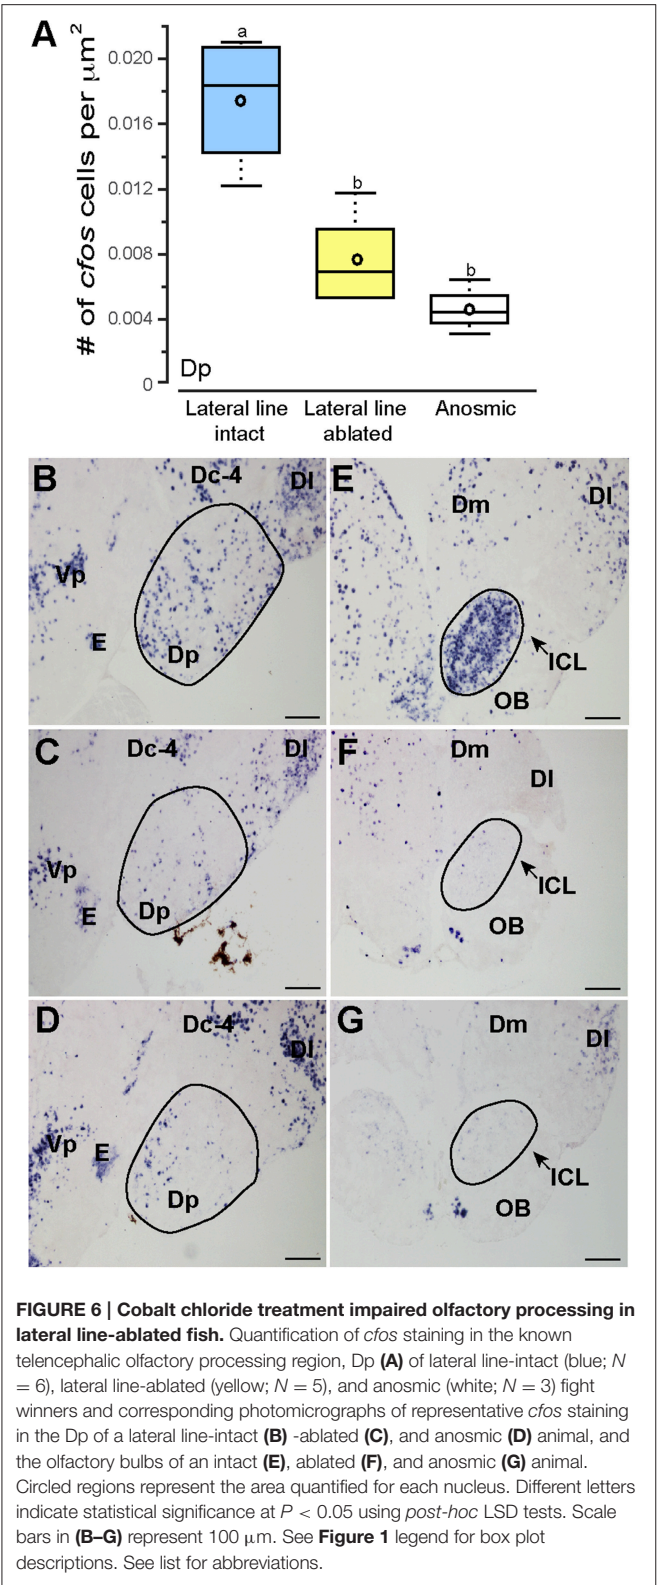 A
# of cfos cells per μm²
0.020
0.016
0.012
0.008
0.004
0
a
b
b
Dp
Lateral line
intact
Lateral line
ablated
Anosmic
B
Dc-4
Dl
Vp
E
Dp
E
Dm
Dl
ICL
OB
C
Dc-4
Dl
Vp
E
Dp
F
Dm
Dl
ICL
OB
D
Dc-4
Dl
Vp
E
Dp
G
Dm
Dl
ICL
OB
FIGURE 6 | Cobalt chloride treatment impaired olfactory processing in
lateral line-ablated fish. Quantification of cfos staining in the known
telencephalic olfactory processing region, Dp (A) of lateral line-intact (blue; N
= 6), lateral line-ablated (yellow; N = 5), and anosmic (white; N = 3) fight
winners and corresponding photomicrographs of representative cfos staining
in the Dp of a lateral line-intact (B) -ablated (C), and anosmic (D) animal, and
the olfactory bulbs of an intact (E), ablated (F), and anosmic (G) animal.
Circled regions represent the area quantified for each nucleus. Different letters
indicate statistical significance at P < 0.05 using post-hoc LSD tests. Scale
bars in (B–G) represent 100 μm. See Figure 1 legend for box plot
descriptions. See list for abbreviations.